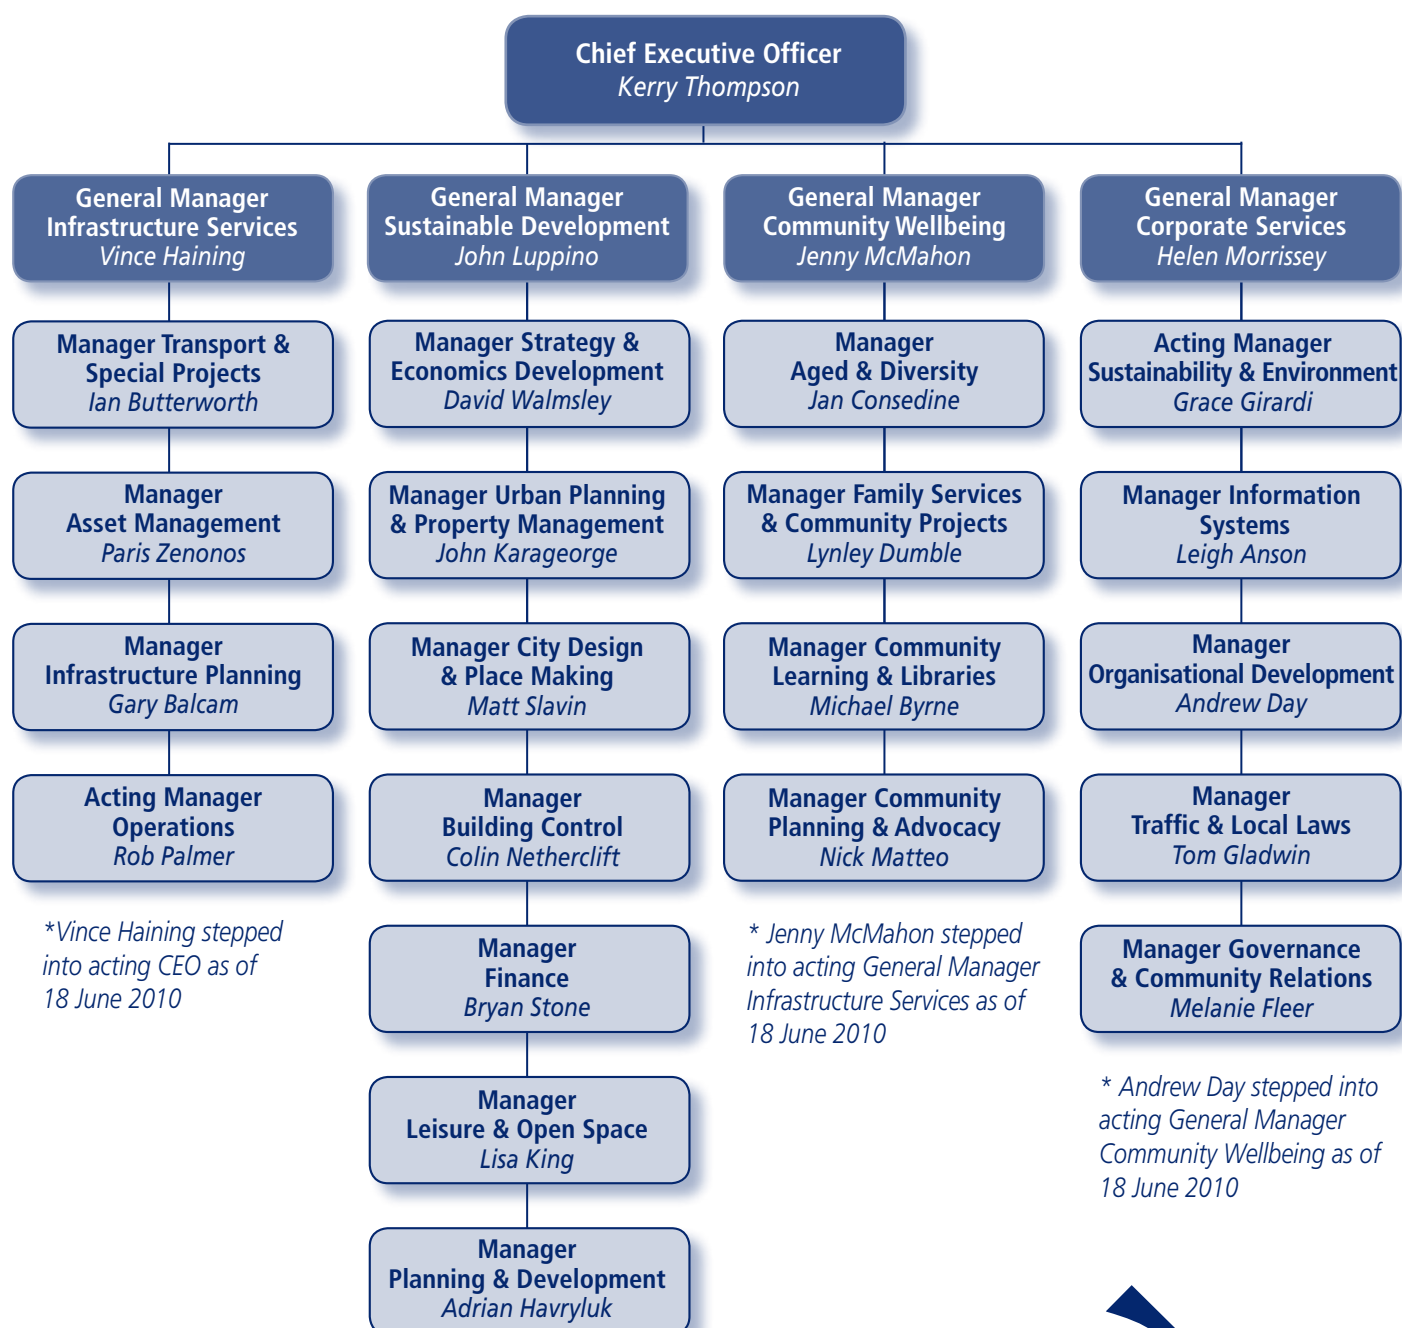 Chief Executive Officer
Kerry Thompson
General Manager
Infrastructure Services
Vince Haining
Manager Transport &
Special Projects
Ian Butterworth
Manager
Asset Management
Paris Zenonos
Manager
Infrastructure Planning
Gary Balcam
Acting Manager
Operations
Rob Palmer
*Vince Haining stepped
into acting CEO as of
18 June 2010
General Manager
Sustainable Development
John Luppino
Manager Strategy &
Economics Development
David Walmsley
Manager Urban Planning
& Property Management
John Karageorge
Manager City Design
& Place Making
Matt Slavin
Manager
Building Control
Colin Netherclift
Manager
Finance
Bryan Stone
Manager
Leisure & Open Space
Lisa King
Manager
Planning & Development
Adrian Havryluk
General Manager
Community Wellbeing
Jenny McMahon
Manager
Aged & Diversity
Jan Consedine
Manager Family Services
& Community Projects
Lynley Dumble
Manager Community
Learning & Libraries
Michael Byrne
Manager Community
Planning & Advocacy
Nick Matteo
* Jenny McMahon stepped
into acting General Manager
Infrastructure Services as of
18 June 2010
General Manager
Corporate Services
Helen Morrissey
Acting Manager
Sustainability & Environment
Grace Girardi
Manager Information
Systems
Leigh Anson
Manager
Organisational Development
Andrew Day
Manager
Traffic & Local Laws
Tom Gladwin
Manager Governance
& Community Relations
Melanie Fleer
* Andrew Day stepped into
acting General Manager
Community Wellbeing as of
18 June 2010